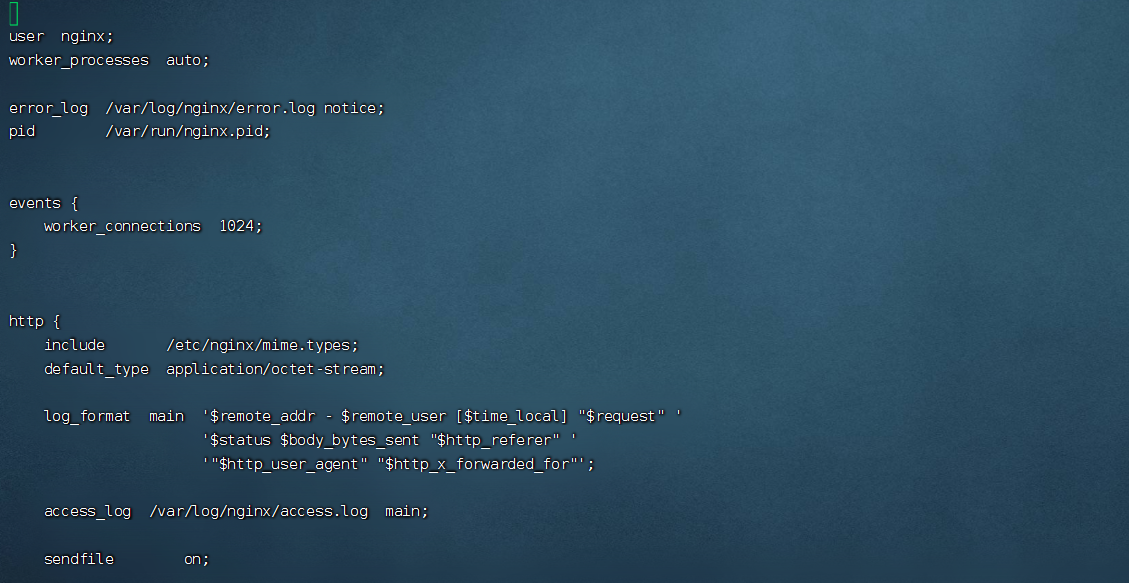 user  nginx;
worker_processes  auto;
error_log  /var/log/nginx/error.log notice;
pid        /var/run/nginx.pid;
events {
    worker_connections  1024;
}
http {
    include       /etc/nginx/mime.types;
    default_type  application/octet-stream;
    log_format  main  '$remote_addr - $remote_user [$time_local] "$request" '
                      '$status $body_bytes_sent "$http_referer" '
                      '"$http_user_agent" "$http_x_forwarded_for"';
    access_log  /var/log/nginx/access.log  main;
    sendfile        on;